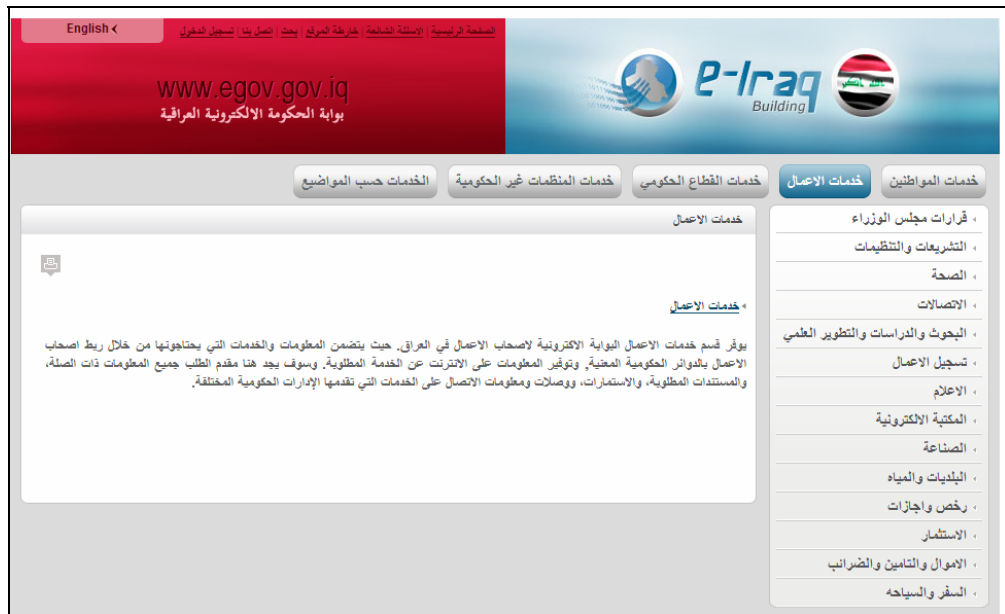 الصفحة الرئيسية | الاسئلة الشائعة | خارطة الموقع | بحث | اتصل بنا | تسجيل الدخول
English
www.egov.gov.iq
بوابة الحكومة الالكترونية العراقية
e-Iraq
Building
خدمات المواطنين
خدمات الاعمال
خدمات القطاع الحكومي
خدمات المنظمات غير الحكومية
الخدمات حسب المواضيع
قرارات مجلس الوزراء
التشريعات والتنظيمات
الصحة
الاتصالات
البحوث والدراسات والتطوير العلمي
تسجيل الاعمال
الاعلام
المكتبة الالكترونية
الصناعة
البلديات والمياه
رخص واجازات
الاستثمار
الاموال والتامين والضرائب
السفر والسياحه
خدمات الاعمال
خدمات الاعمال
يوفر قسم خدمات الاعمال البوابة الاكترونية لاصحاب الاعمال في العراق. حيث يتضمن المعلومات والخدمات التي يحتاجونها من خلال ربط اصحاب
الاعمال بالدوائر الحكومية المعنية, وتوفير المعلومات على الانترنت عن الخدمة المطلوبة. وسوف يجد هنا مقدم الطلب جميع المعلومات ذات الصلة،
والمستندات المطلوبة، والاستمارات، ووصلات ومعلومات الاتصال على الخدمات التي تقدمها الإدارات الحكومية المختلفة.